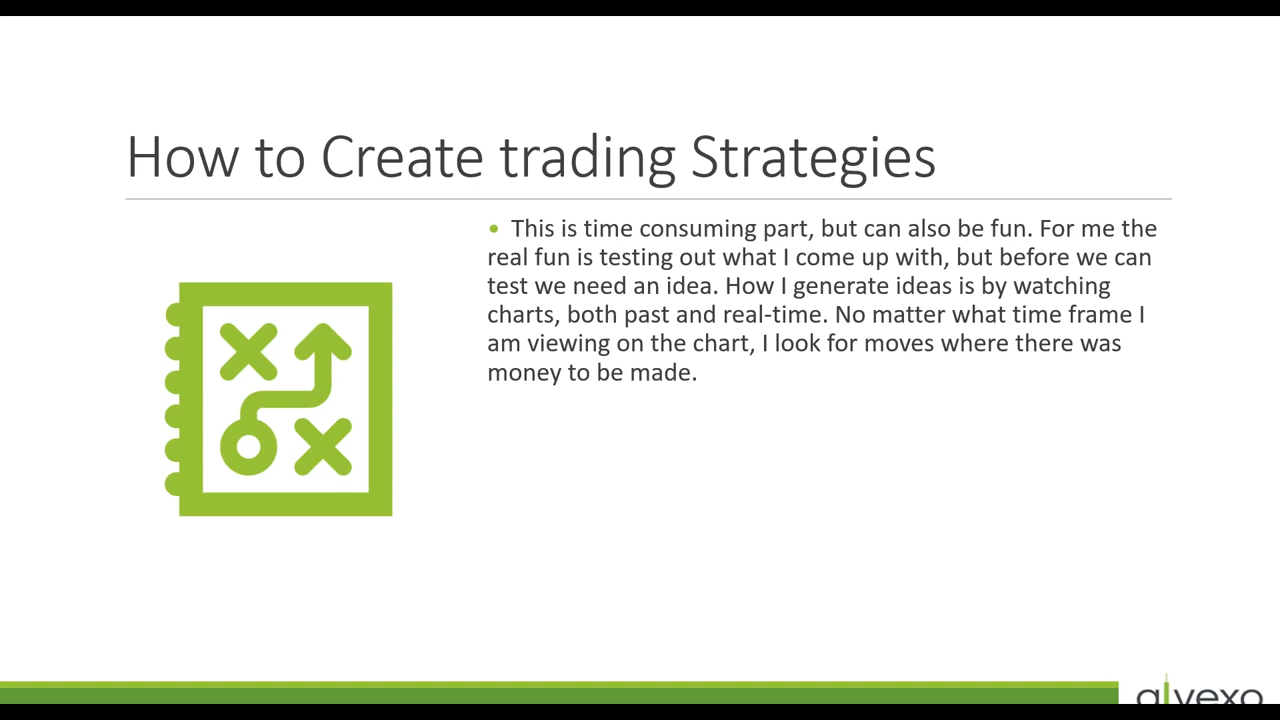 How to Create trading Strategies
• This is time consuming part, but can also be fun. For me the
real fun is testing out what I come up with, but before we can
test we need an idea. How I generate ideas is by watching
charts, both past and real-time. No matter what time frame I
am viewing on the chart, I look for moves where there was
money to be made.
alvexo